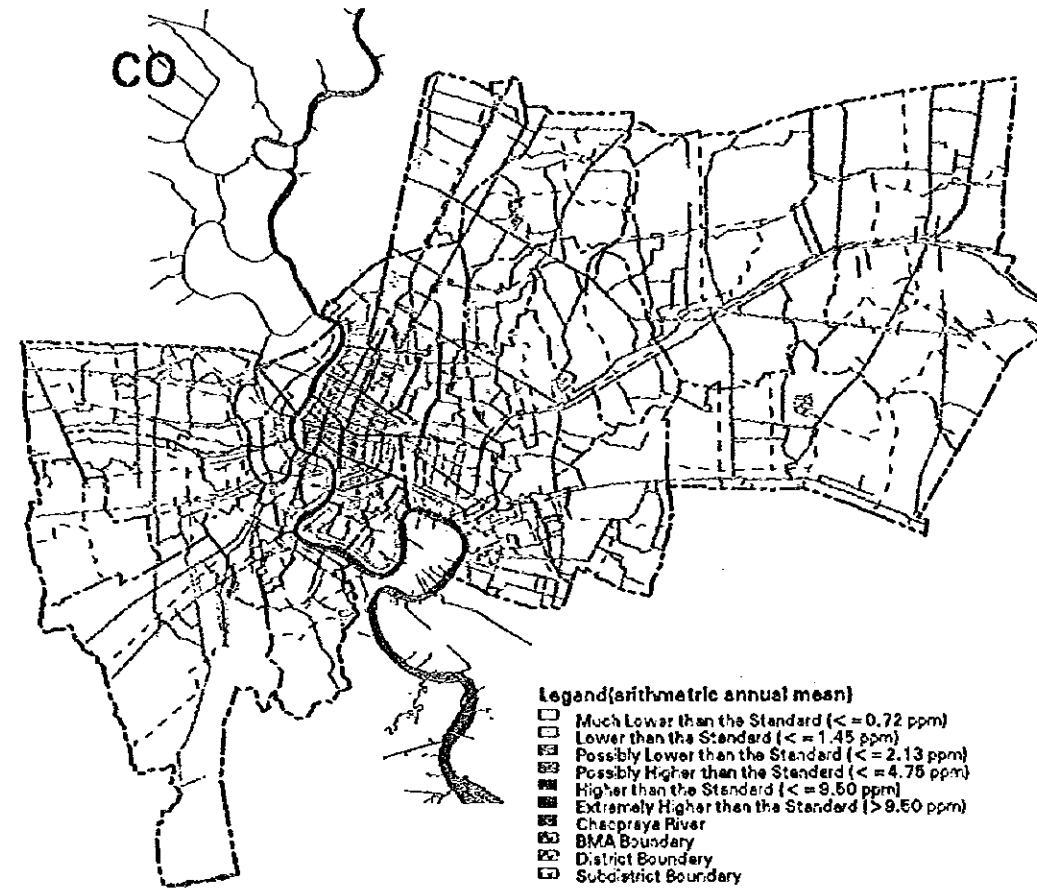 CO
Legand(arithmetric annual mean)
Much Lower than the Standard (< = 0.72 ppm)
Lower than the Standard (< = 1.45 ppm)
Possibly Lower than the Standard (< = 2.13 ppm)
Possibly Higher than the Standerd (< = 4.75 ppm)
Higher than the Standard (< = 9.50 ppm)
Extremely Higher than the Standard (> 9.50 ppm)
Chaopraya River
BMA Boundary
District Boundary
Subdistrict Boundary